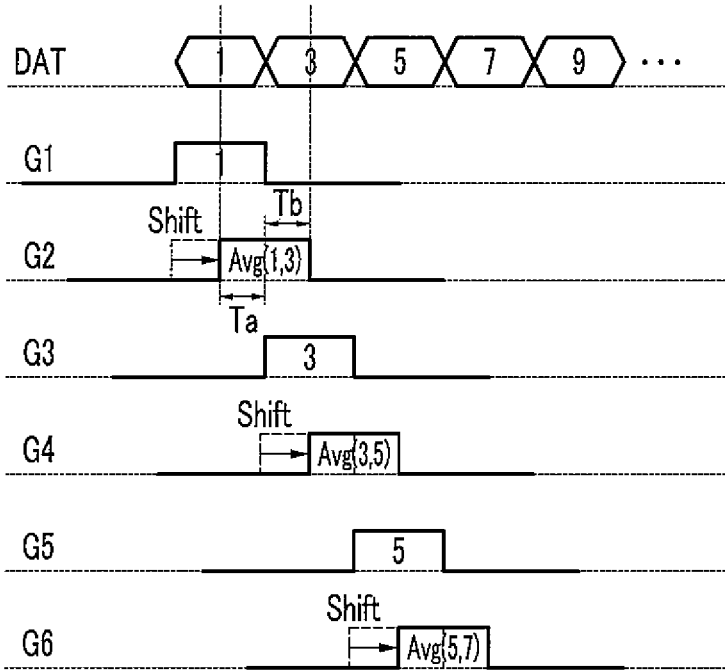 DAT 1 3 5 7 9 ...
G1 1
Tb
Shift
G2 Avg(1,3)
Ta
G3 3
Shift
G4 Avg(3,5)
G5 5
Shift
G6 Avg(5,7)